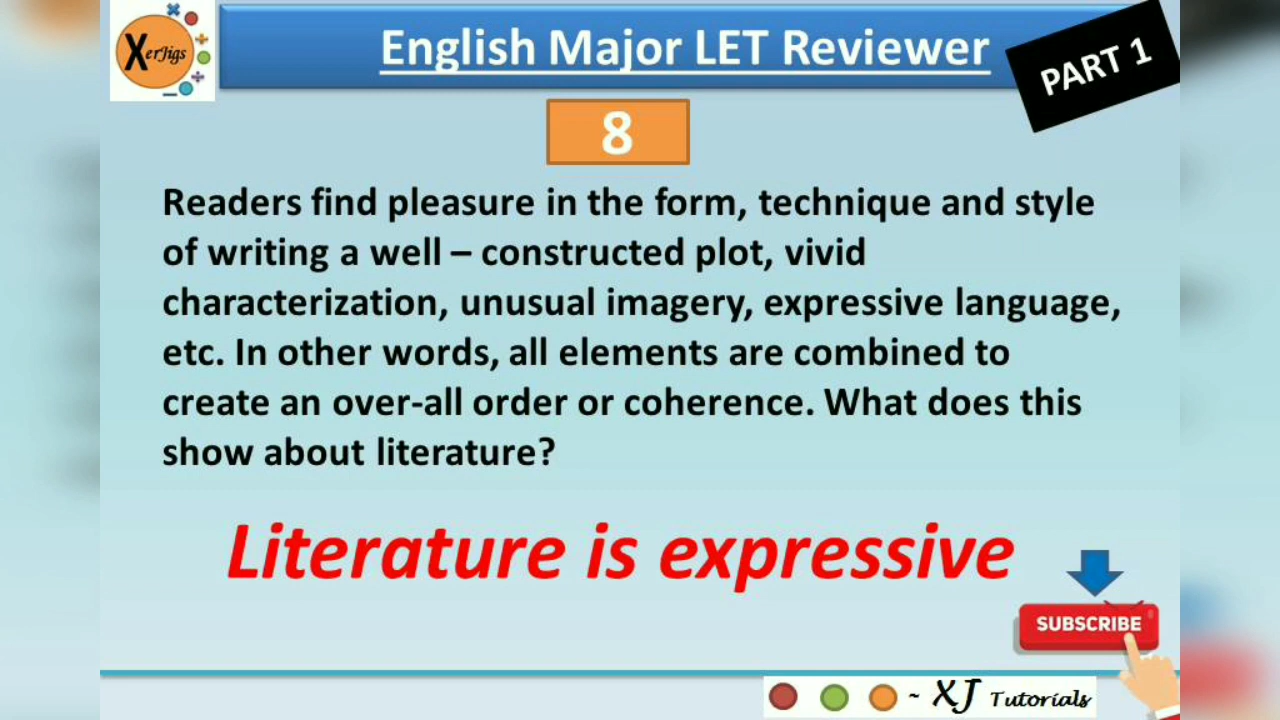 XerJigs
English Major LET Reviewer
PART 1
8
Readers find pleasure in the form, technique and style
of writing a well – constructed plot, vivid
characterization, unusual imagery, expressive language,
etc. In other words, all elements are combined to
create an over-all order or coherence. What does this
show about literature?
Literature is expressive
SUBSCRIBE
~ XJ Tutorials